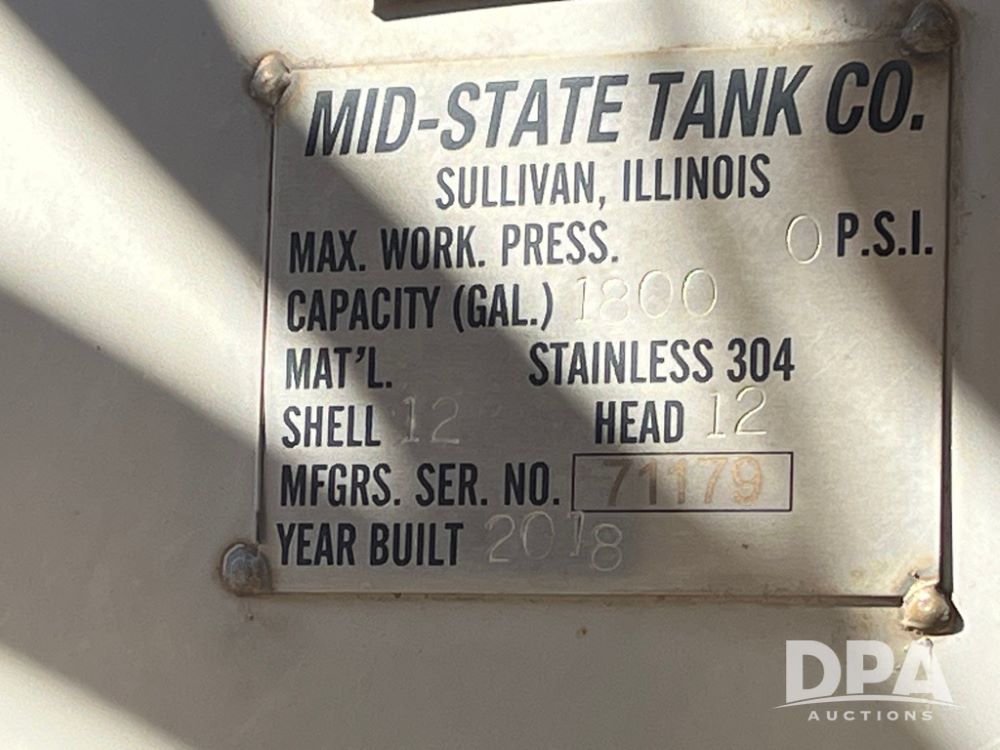 MID-STATE TANK CO.
SULLIVAN, ILLINOIS
MAX. WORK. PRESS. 0 P.S.I.
CAPACITY (GAL.) 1800
MAT'L. STAINLESS 304
SHELL 12 HEAD 12
MFGRS. SER. NO. 71179
YEAR BUILT 2018
DPA
AUCTIONS